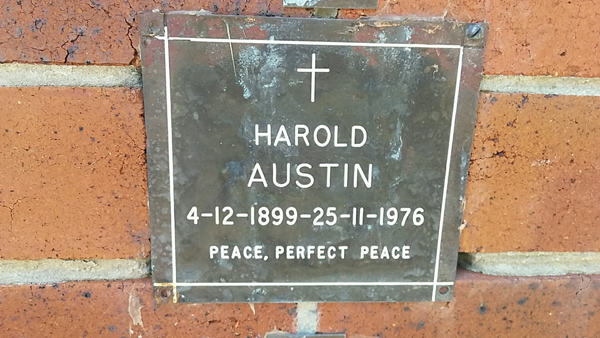 HAROLD
AUSTIN
4-12-1899-25-11-1976
PEACE, PERFECT PEACE